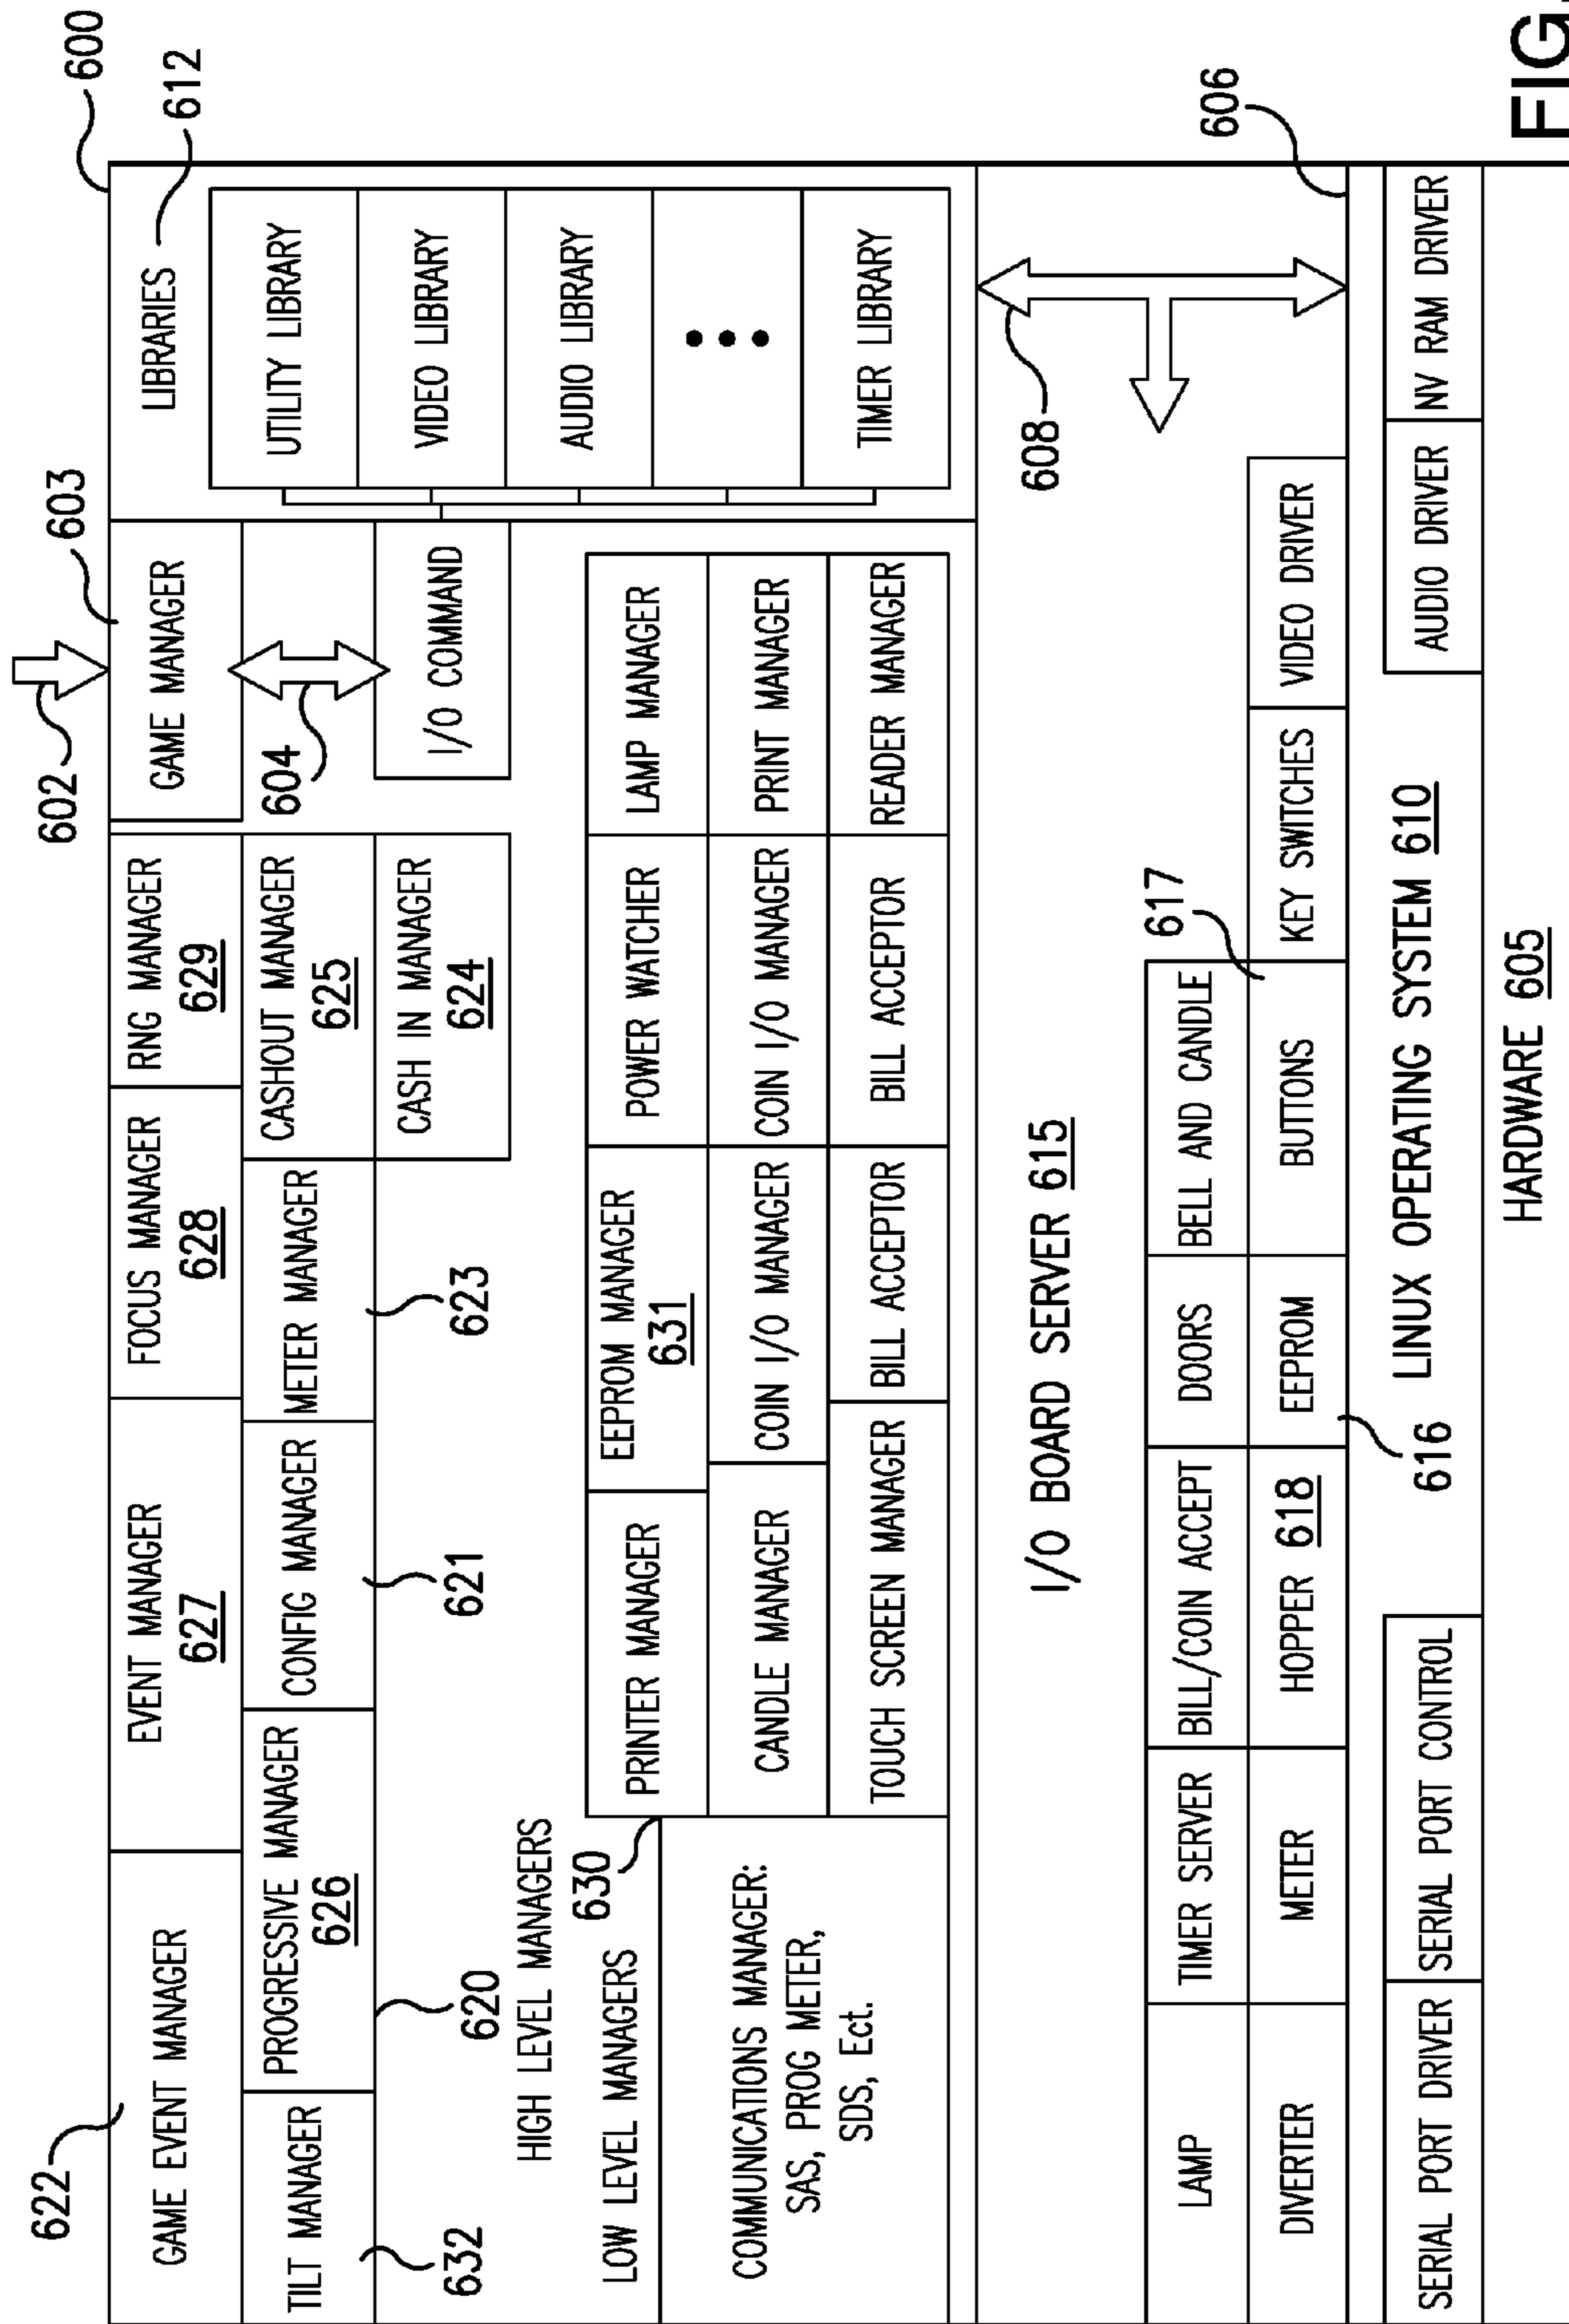 600
602
603
622
GAME EVENT MANAGER
EVENT MANAGER
627
FOCUS MANAGER
628
RNG MANAGER
629
GAME MANAGER
LIBRARIES
612
TILT MANAGER
632
PROGRESSIVE MANAGER
626
620
CONFIG MANAGER
621
METER MANAGER
623
CASHOUT MANAGER
625
604
CASH IN MANAGER
624
I/O COMMAND
UTILITY LIBRARY
VIDEO LIBRARY
AUDIO LIBRARY
TIMER LIBRARY
HIGH LEVEL MANAGERS
630
LOW LEVEL MANAGERS
COMMUNICATIONS MANAGER:
SAS, PROG METER,
SDS, Ect.
PRINTER MANAGER
EEPROM MANAGER
631
POWER WATCHER
LAMP MANAGER
CANDLE MANAGER
COIN I/O MANAGER
COIN I/O MANAGER
PRINT MANAGER
TOUCH SCREEN MANAGER
BILL ACCEPTOR
BILL ACCEPTOR
READER MANAGER
I/O BOARD SERVER 615
608
617
606
LAMP
TIMER SERVER
BILL/COIN ACCEPT
DOORS
BELL AND CANDLE
DIVERTER
METER
HOPPER 618
EEPROM
BUTTONS
KEY SWITCHES
VIDEO DRIVER
616
SERIAL PORT DRIVER
SERIAL PORT CONTROL
LINUX OPERATING SYSTEM 610
AUDIO DRIVER
NV RAM DRIVER
HARDWARE 605
FIG.